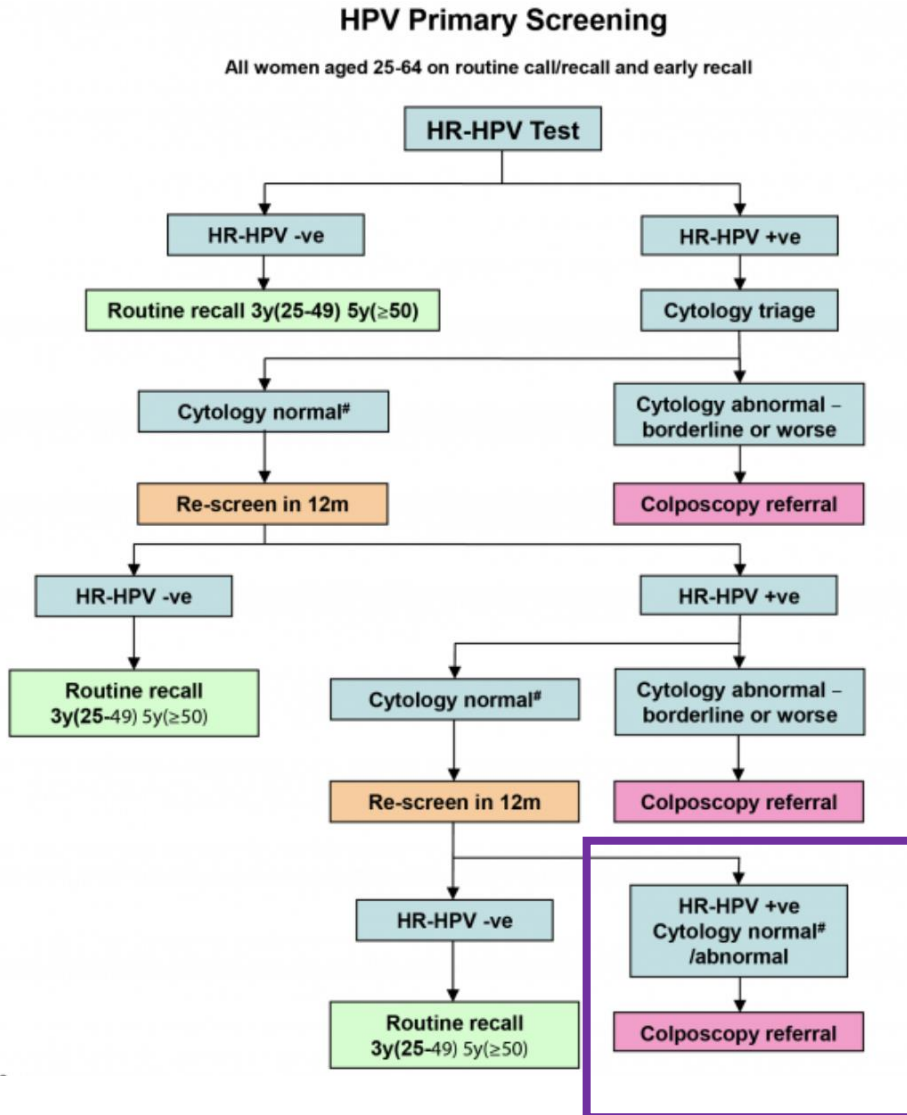 HPV Primary Screening
All women aged 25-64 on routine call/recall and early recall
HR-HPV Test
HR-HPV -ve
HR-HPV +ve
Routine recall 3y(25-49) 5y(≥50)
Cytology triage
Cytology normal#
Cytology abnormal –
borderline or worse
Re-screen in 12m
Colposcopy referral
HR-HPV -ve
HR-HPV +ve
Routine recall
3y(25-49) 5y(≥50)
Cytology normal#
Cytology abnormal –
borderline or worse
Re-screen in 12m
Colposcopy referral
HR-HPV -ve
HR-HPV +ve
Cytology normal#
/abnormal
Routine recall
3y(25-49) 5y(≥50)
Colposcopy referral